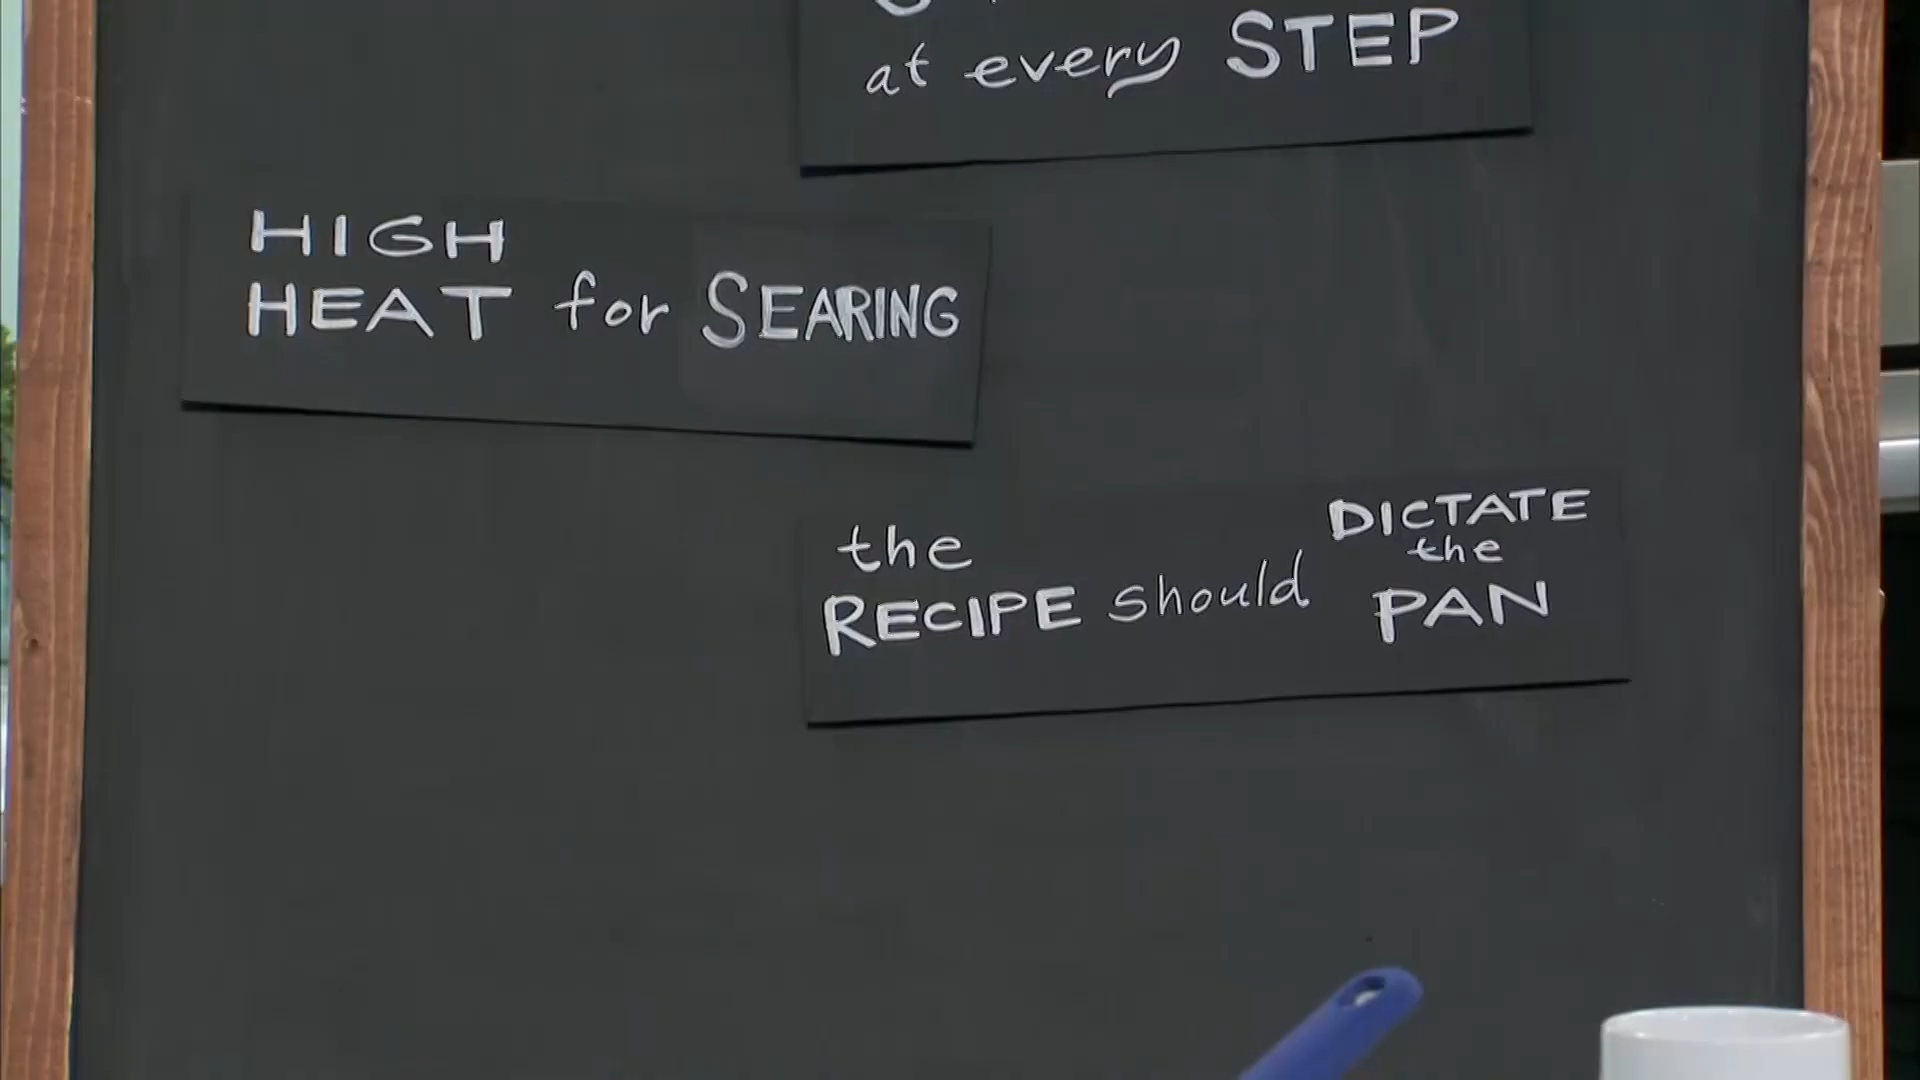 at every STEP
HIGH
HEAT for SEARING
the
RECIPE should
DICTATE
the
PAN